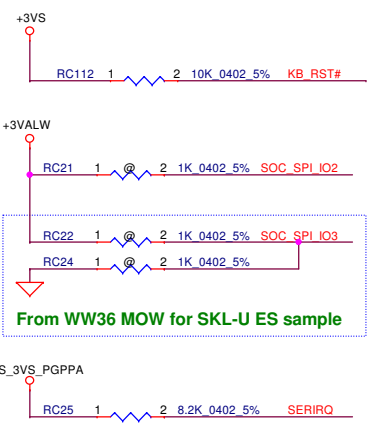 +3VS
RC112 1 2 10K_0402_5% KB_RST#
+3VALW
RC21 1 @ 2 1K_0402_5% SOC_SPI_IO2
RC22 1 @ 2 1K_0402_5% SOC_SPI_IO3
RC24 1 @ 2 1K_0402_5%
From WW36 MOW for SKL-U ES sample
S_3VS_PGPPA
RC25 1 2 8.2K_0402_5% SERIRQ